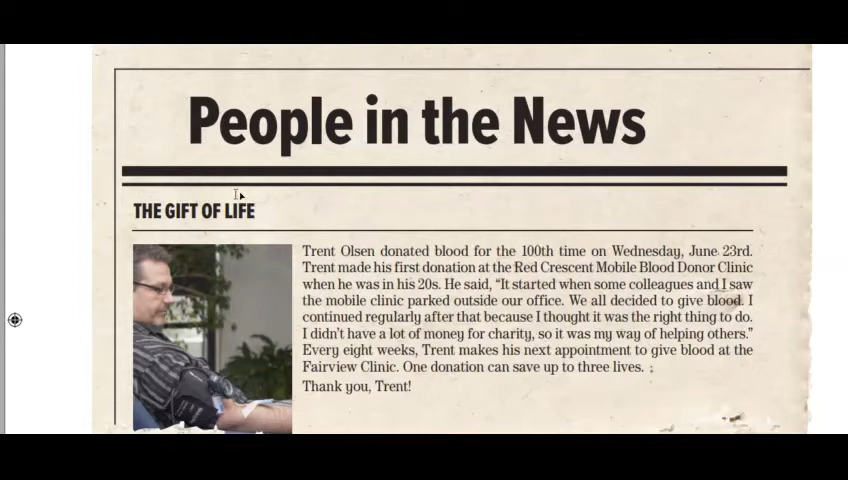 People in the News
THE GIFT OF LIFE
Trent Olsen donated blood for the 100th time on Wednesday, June 23rd.
Trent made his first donation at the Red Crescent Mobile Blood Donor Clinic
when he was in his 20s. He said, “It started when some colleagues and I saw
the mobile clinic parked outside our office. We all decided to give blood. I
continued regularly after that because I thought it was the right thing to do.
I didn’t have a lot of money for charity, so it was my way of helping others.”
Every eight weeks, Trent makes his next appointment to give blood at the
Fairview Clinic. One donation can save up to three lives.
Thank you, Trent!